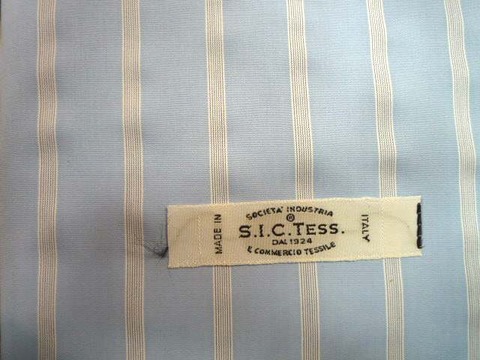 MADE IN
SOCIETA' INDUSTRIA
®
S.I.C.TESS.
DAL 1924
E COMMERCIO TESSILE
ITALY